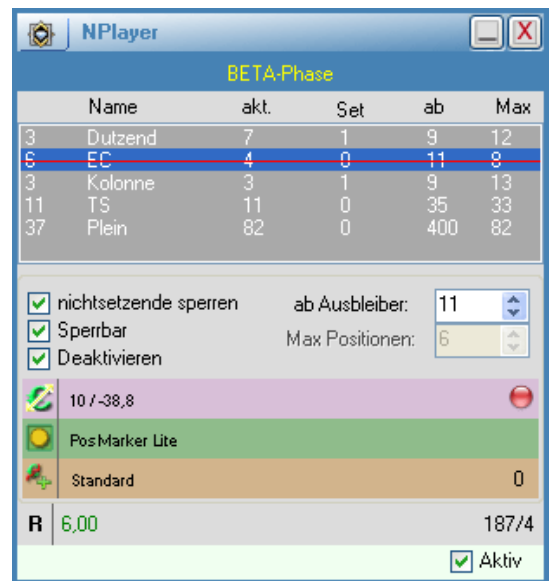 NPlayer
BETA-Phase
Name akt. Set ab Max
3 Dutzend 7 1 9 12
6 EC 4 0 11 8
3 Kolonne 3 1 9 13
11 TS 11 0 35 33
37 Plein 82 0 400 82
nichtsetzende sperren ab Ausbleiber: 11
Sperrbar Max Positionen: 6
Deaktivieren
10 / -38,8
PosMarker Lite
Standard 0
R 6,00 187/4
Aktiv